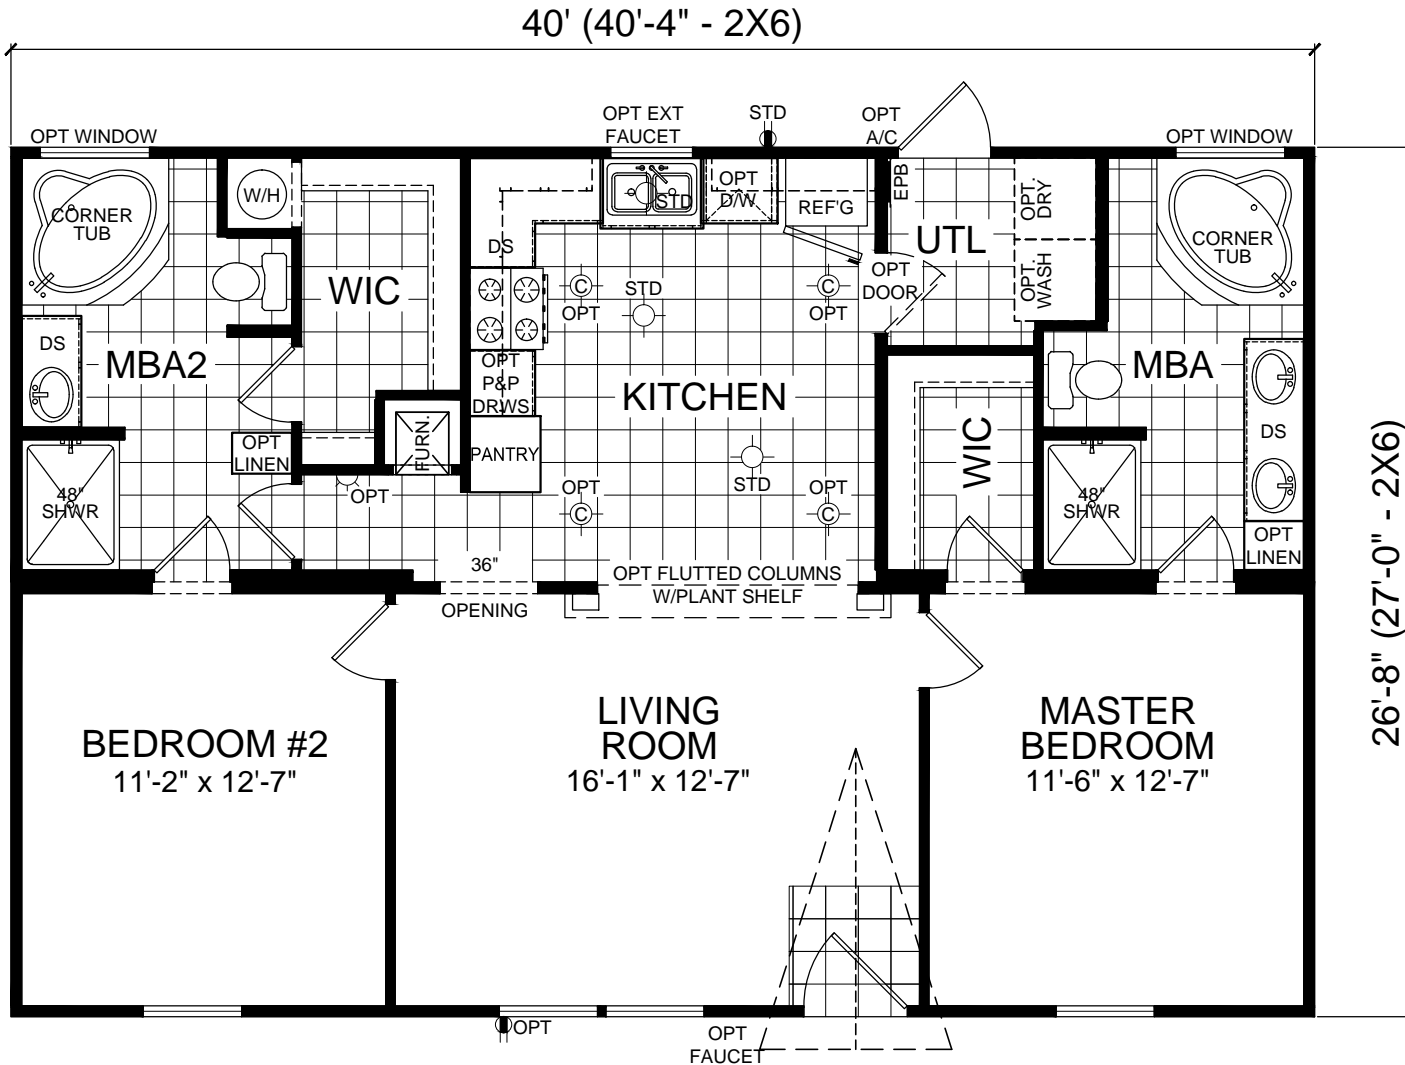 40' (40'-4" - 2X6)
OPT WINDOW
OPT EXT
FAUCET
STD
OPT
A/C
OPT WINDOW
CORNER
TUB
W/H
WIC
DS
STD
OPT
D/W
REF'G
EPB
UTL
OPT.
DRY
OPT.
WASH
OPT
DOOR
CORNER
TUB
C
OPT
STD
C
OPT
DS
MBA2
OPT
P&P
DRWS
KITCHEN
MBA
DS
OPT
LINEN
FURN.
PANTRY
WIC
48"
SHWR
OPT
OPT
C
STD
OPT
C
48"
SHWR
OPT
LINEN
36"
OPENING
OPT FLUTTED COLUMNS
W/PLANT SHELF
26'-8" (27'-0" - 2X6)
BEDROOM #2
11'-2" x 12'-7"
LIVING
ROOM
16'-1" x 12'-7"
MASTER
BEDROOM
11'-6" x 12'-7"
OPT
OPT
FAUCET